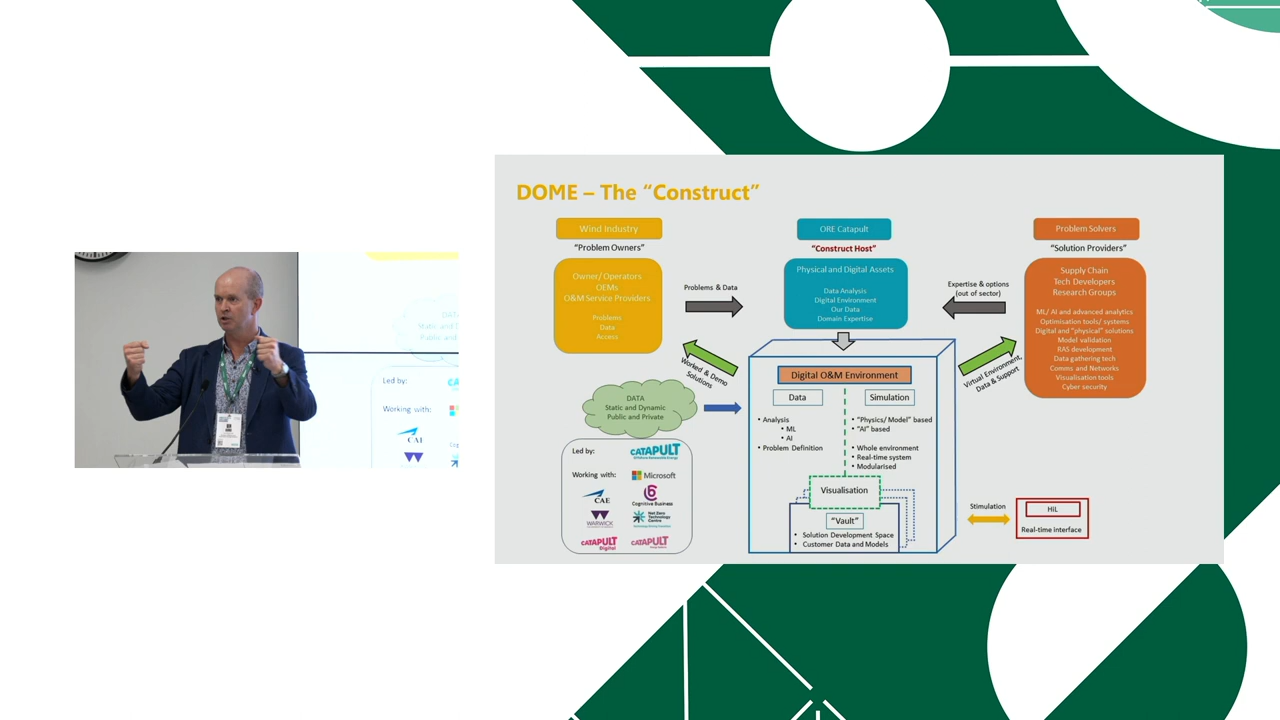 DOME – The “Construct”
Wind Industry
“Problem Owners”
Owner/ Operators
OEMs
O&M Service Providers
Problems
Data
Access
Problems & Data
ORE Catapult
“Construct Host”
Physical and Digital Assets
Data Analysis
Digital Environment
Our Data
Domain Expertise
Expertise & options
(out of sector)
Problem Solvers
“Solution Providers”
Supply Chain
Tech Developers
Research Groups
ML/ AI and advanced analytics
Optimisation tools/ systems
Digital and “physical” solutions
Model validation
RAS development
Data gathering tech
Comms and Networks
Visualisation tools
Cyber security
Worked & Demo
Solutions
Virtual Environment,
Data & Support
DATA
Static and Dynamic
Public and Private
Digital O&M Environment
Data
• Analysis
• ML
• AI
• Problem Definition
Simulation
• “Physics/ Model” based
• “AI” based
• Whole environment
• Real-time system
• Modularised
Visualisation
“Vault”
• Solution Development Space
• Customer Data and Models
Stimulation
HiL
Real-time interface
Led by:
CATAPULT
Working with:
Microsoft
CAE
Cognitive Business
WARWICK
Net Zero
Technology
Centre
CATAPULT
Digital
CATAPULT
Led by:
Working with:
CAE